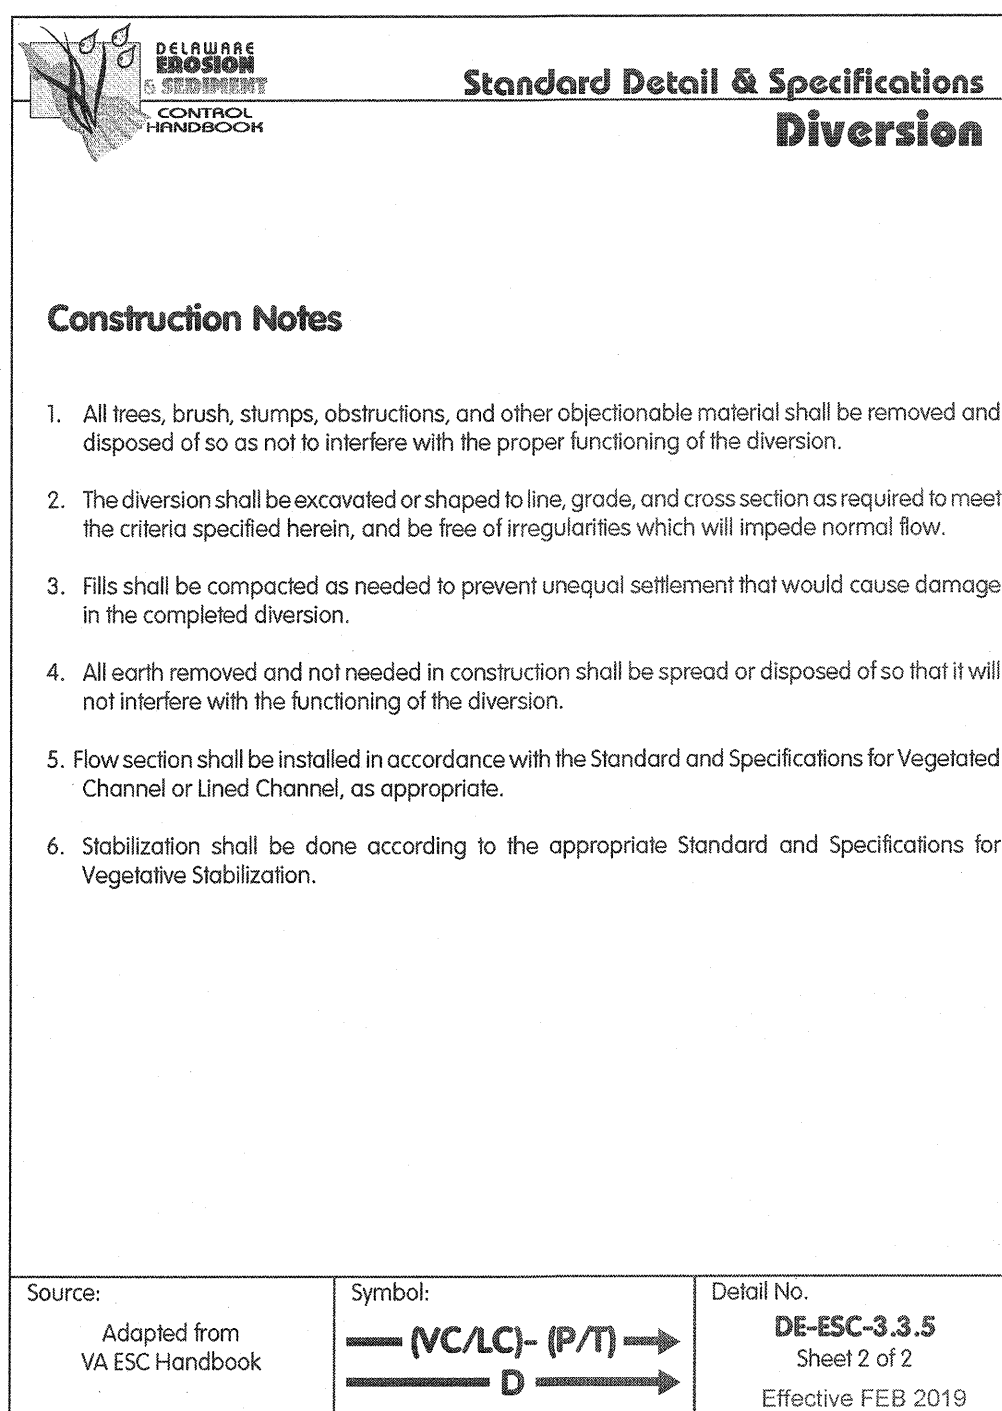 DELAWARE
EROSION
& SEDIMENT
CONTROL
HANDBOOK
Standard Detail & Specifications
Diversion
Construction Notes
1. All trees, brush, stumps, obstructions, and other objectionable material shall be removed and
disposed of so as not to interfere with the proper functioning of the diversion.
2. The diversion shall be excavated or shaped to line, grade, and cross section as required to meet
the criteria specified herein, and be free of irregularities which will impede normal flow.
3. Fills shall be compacted as needed to prevent unequal settlement that would cause damage
in the completed diversion.
4. All earth removed and not needed in construction shall be spread or disposed of so that it will
not interfere with the functioning of the diversion.
5. Flow section shall be installed in accordance with the Standard and Specifications for Vegetated
Channel or Lined Channel, as appropriate.
6. Stabilization shall be done according to the appropriate Standard and Specifications for
Vegetative Stabilization.
Source:
Adapted from
VA ESC Handbook
Symbol:
(VC/LC)- (P/T)
D
Detail No.
DE-ESC-3.3.5
Sheet 2 of 2
Effective FEB 2019